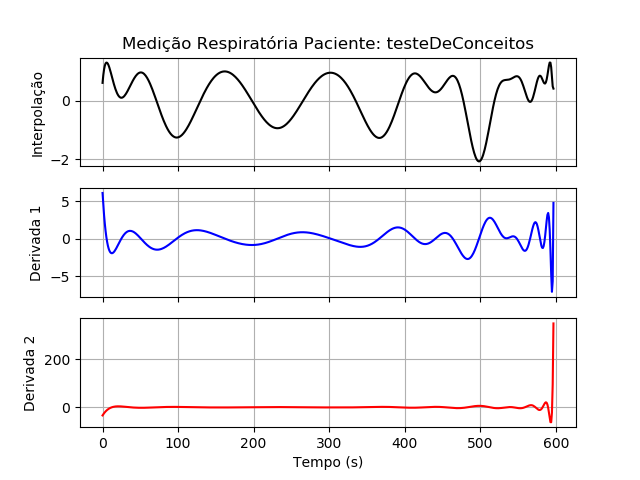 Medição Respiratória Paciente: testeDeConceitos
Interpolação
0
−2
Derivada 1
5
0
−5
Derivada 2
200
0
0 100 200 300 400 500 600
Tempo (s)